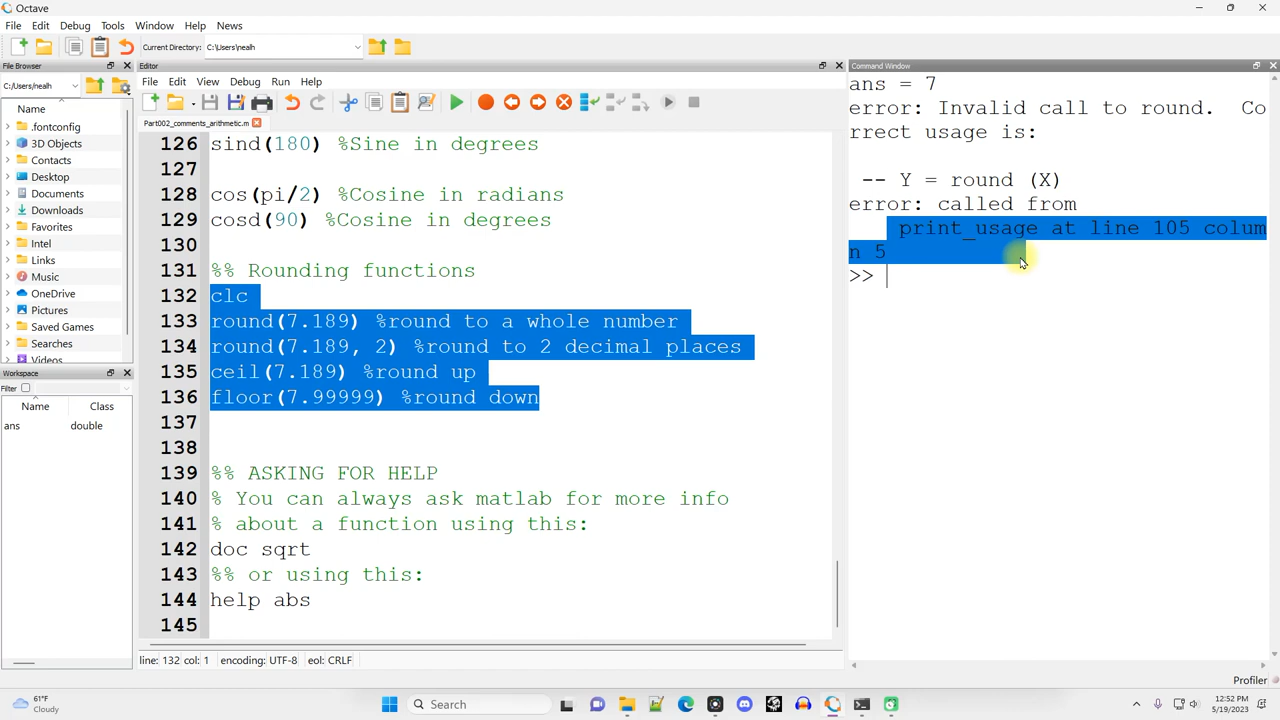 Octave
File Edit Debug Tools Window Help News
Current Directory: C:\Users\nealh
File Browser
C:/Users/nealh
Name
.fontconfig
3D Objects
Contacts
Desktop
Documents
Downloads
Favorites
Intel
Links
Music
OneDrive
Pictures
Saved Games
Searches
Videos
Workspace
Filter
Name Class
ans double
Editor
File Edit View Debug Run Help
Part002_comments_arithmetic.m
126 sind(180) %Sine in degrees
127
128 cos(pi/2) %Cosine in radians
129 cosd(90) %Cosine in degrees
130
131 %% Rounding functions
132 clc
133 round(7.189) %round to a whole number
134 round(7.189, 2) %round to 2 decimal places
135 ceil(7.189) %round up
136 floor(7.99999) %round down
137
138
139 %% ASKING FOR HELP
140 % You can always ask matlab for more info
141 % about a function using this:
142 doc sqrt
143 %% or using this:
144 help abs
145
line: 132 col: 1 encoding: UTF-8 eol: CRLF
Command Window
ans = 7
error: Invalid call to round.  Co
rrect usage is:
-- Y = round (X)
error: called from
print_usage at line 105 colum
n 5
>>
Profiler
61°F
Cloudy
Search
12:52 PM
5/19/2023